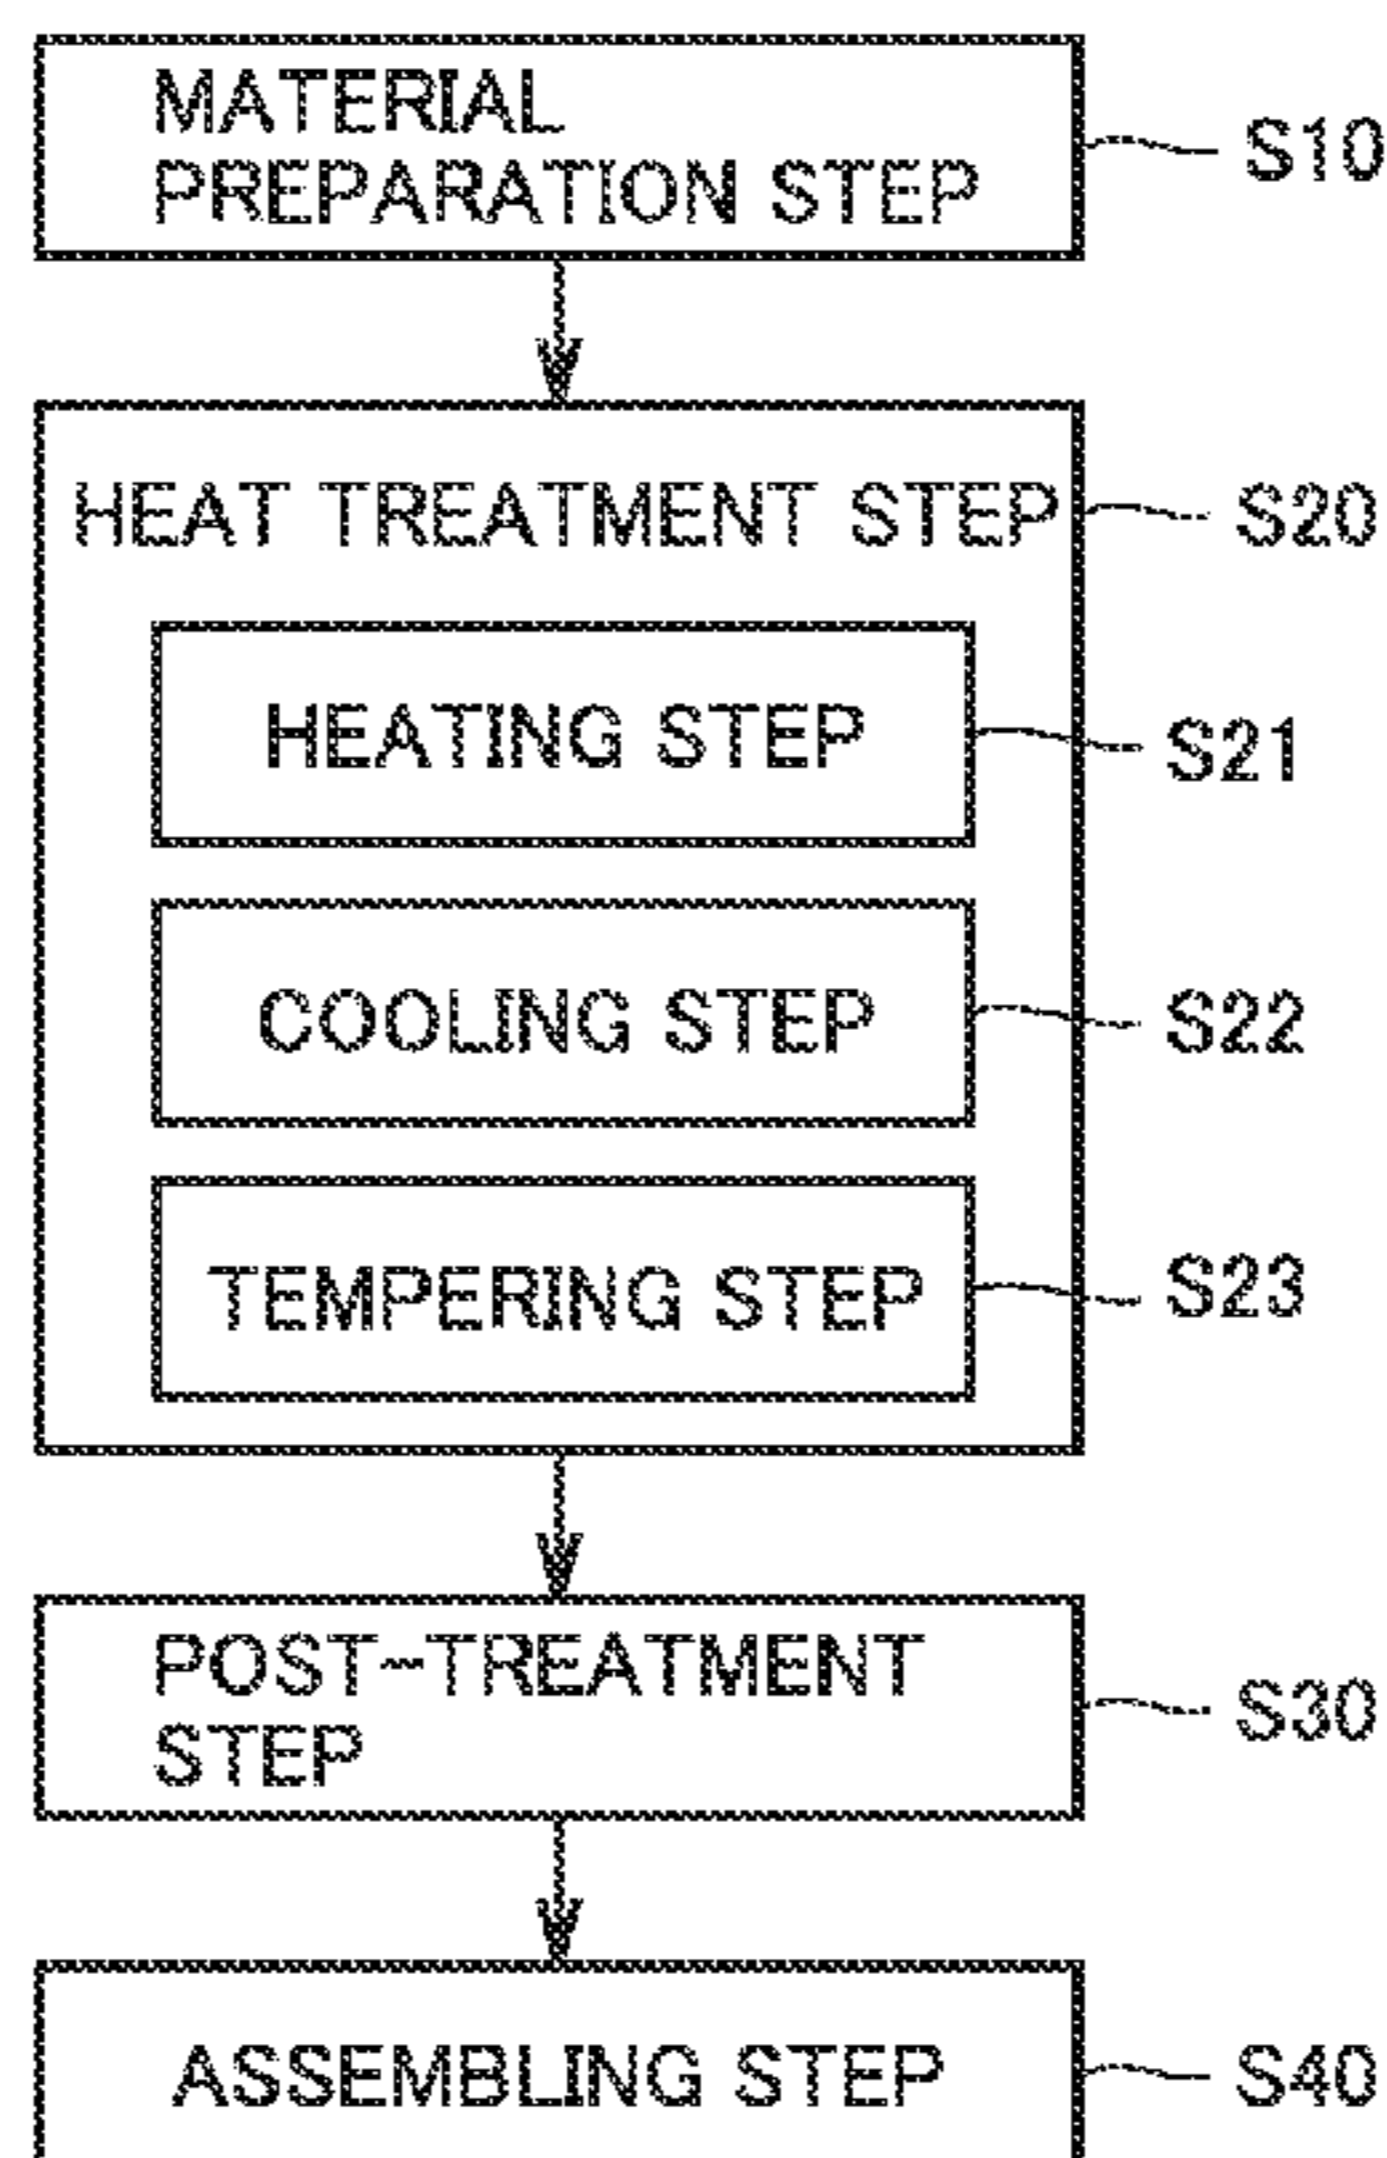 MATERIAL
PREPARATION STEP
S10
HEAT TREATMENT STEP
S20
HEATING STEP
S21
COOLING STEP
S22
TEMPERING STEP
S23
POST-TREATMENT
STEP
S30
ASSEMBLING STEP
S40